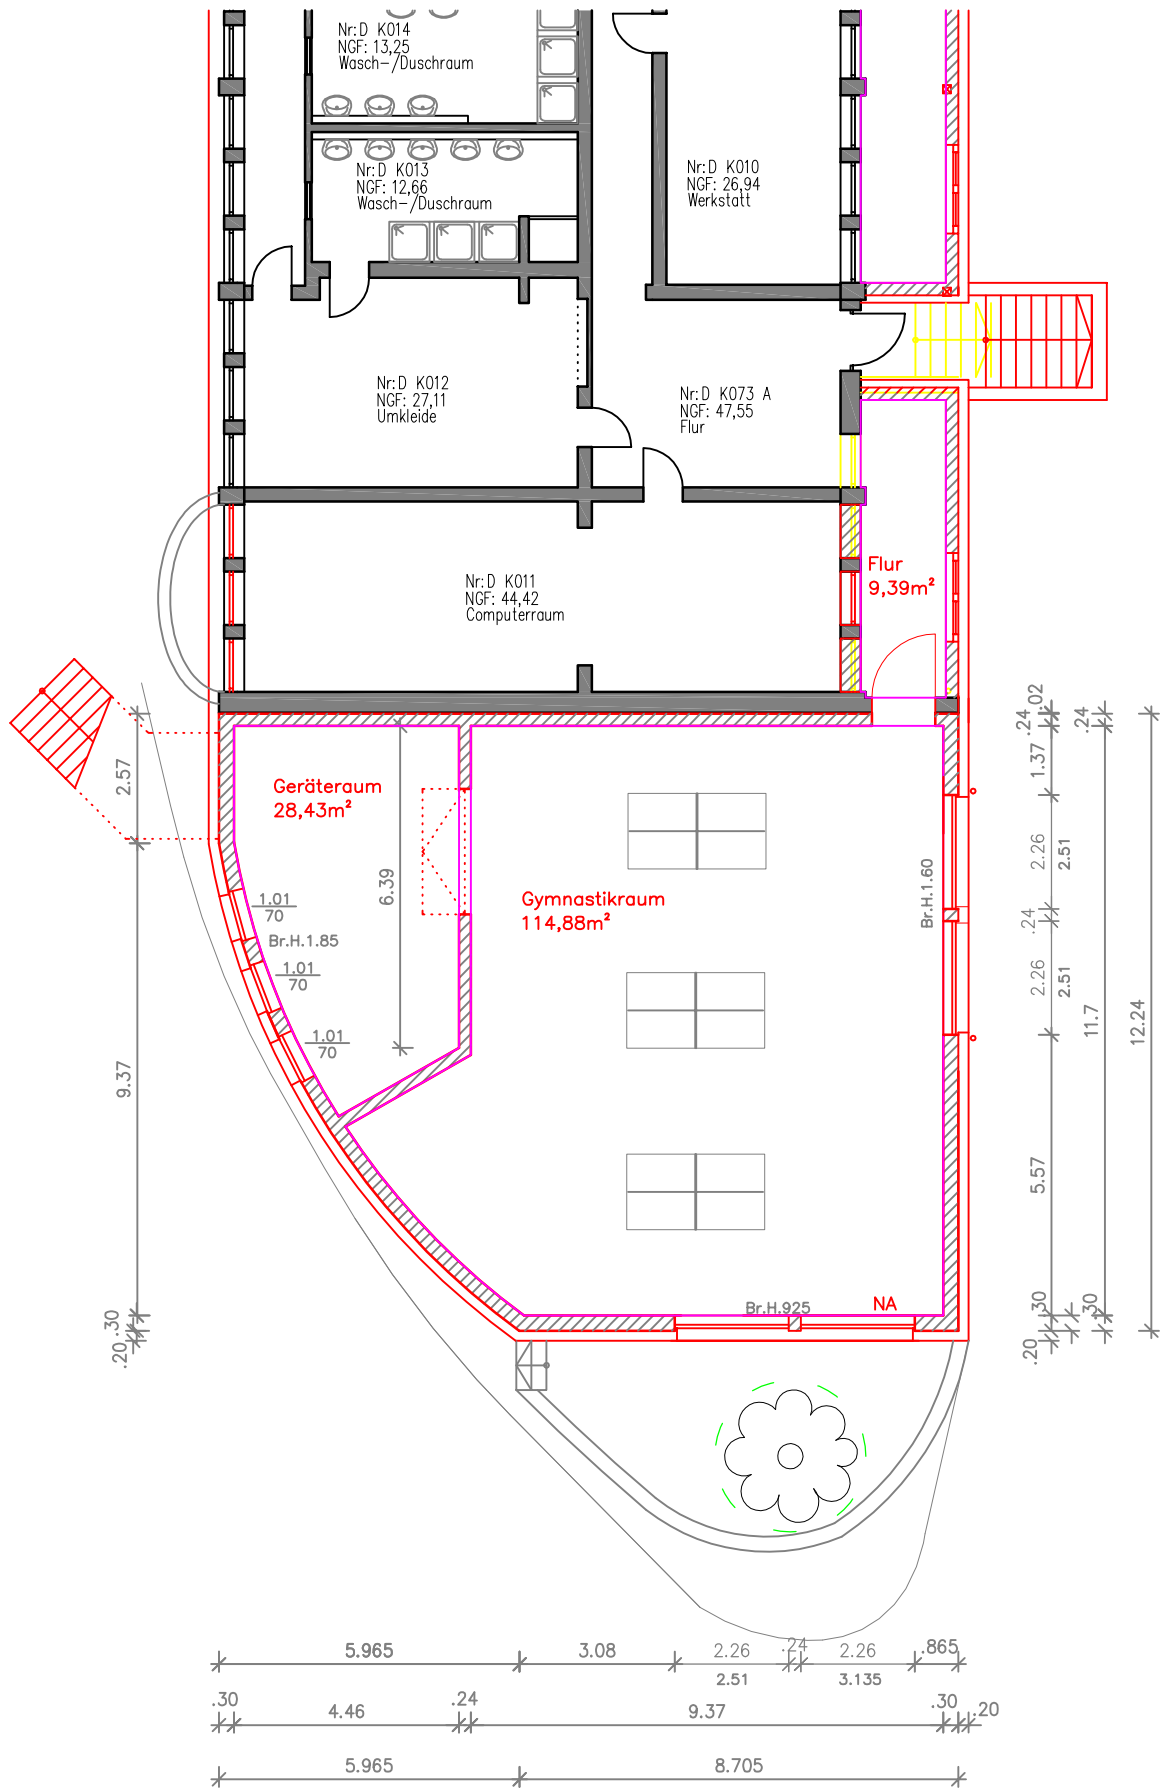 Nr:D K014
NGF: 13,25
Wasch-/Duschraum
Nr:D K013
NGF: 12,66
Wasch-/Duschraum
Nr:D K010
NGF: 26,94
Werkstatt
Nr:D K012
NGF: 27,11
Umkleide
Nr:D K073 A
NGF: 47,55
Flur
Nr:D K011
NGF: 44,42
Computerraum
Flur
9,39m²
Geräteraum
28,43m²
Gymnastikraum
114,88m²
1.01
70
Br.H.1.85
1.01
70
1.01
70
6.39
Br.H.1.60
Br.H.925
NA
2.57
9.37
.30
.20
.02
.24
1.37
2.26
2.51
.24
2.26
2.51
5.57
.30
.20
.24
11.7
.30
12.24
5.965
3.08
2.26
2.51
.24
2.26
3.135
.865
.30
4.46
.24
9.37
.30
.20
5.965
8.705